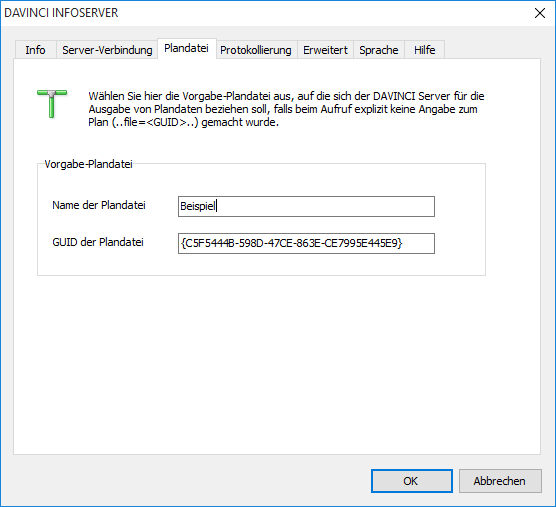 DAVINCI INFOSERVER
Info Server-Verbindung Plandatei Protokollierung Erweitert Sprache Hilfe
Wählen Sie hier die Vorgabe-Plandatei aus, auf die sich der DAVINCI Server für die
Ausgabe von Plandaten beziehen soll, falls beim Aufruf explizit keine Angabe zum
Plan (..file=<GUID>..) gemacht wurde.
Vorgabe-Plandatei
Name der Plandatei Beispiel
GUID der Plandatei {C5F5444B-598D-47CE-863E-CE7995E445E9}
OK Abbrechen